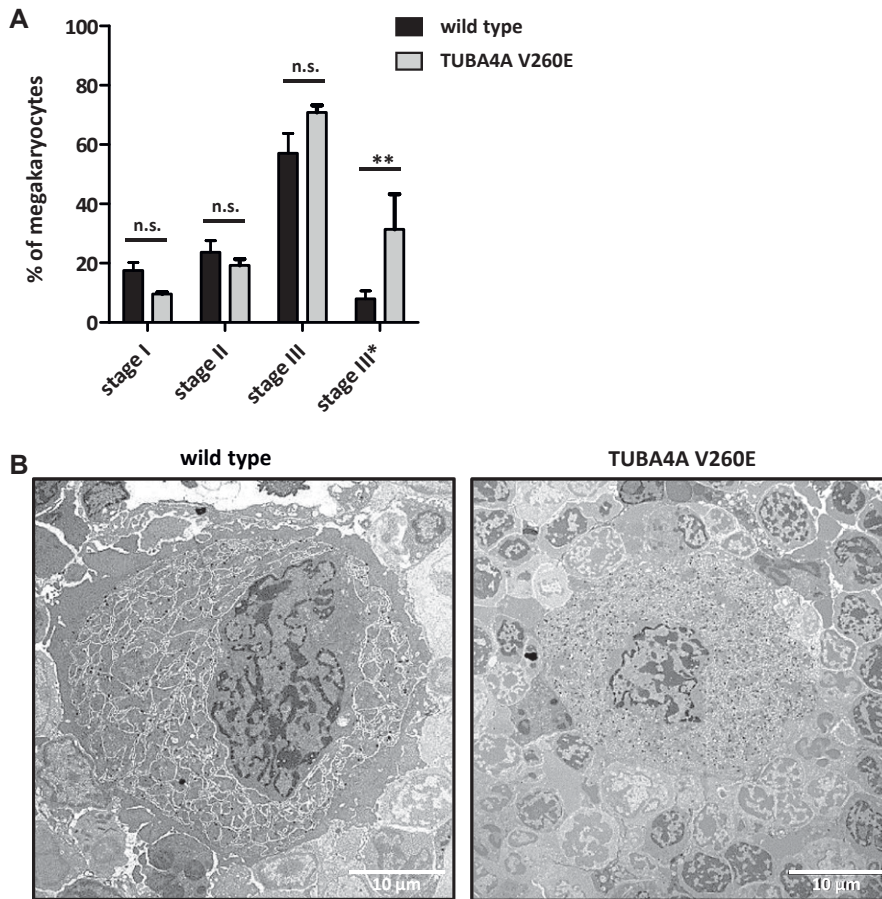 A
% of megakaryocytes
100
80
60
40
20
0
n.s.
n.s.
n.s.
**
stage I
stage II
stage III
stage III*
wild type
TUBA4A V260E
B
wild type
TUBA4A V260E
10 µm
10 µm